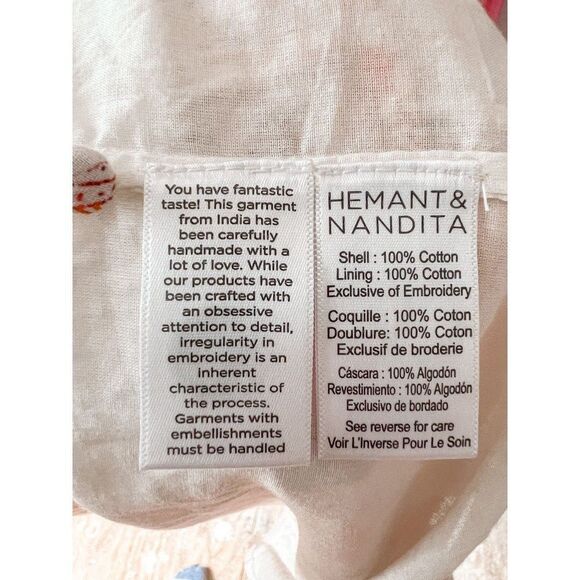 You have fantastic
taste! This garment
from India has
been carefully
handmade with a
lot of love. While
our products have
been crafted with
an obsessive
attention to detail,
irregularity in
embroidery is an
inherent
characteristic of
the process.
Garments with
embellishments
must be handled
HEMANT &
NANDITA
Shell : 100% Cotton
Lining : 100% Cotton
Exclusive of Embroidery
Coquille : 100% Coton
Doublure: 100% Coton
Exclusif de broderie
Cáscara : 100% Algodón
Revestimiento : 100% Algodón
Exclusivo de bordado
See reverse for care
Voir L'Inverse Pour Le Soin